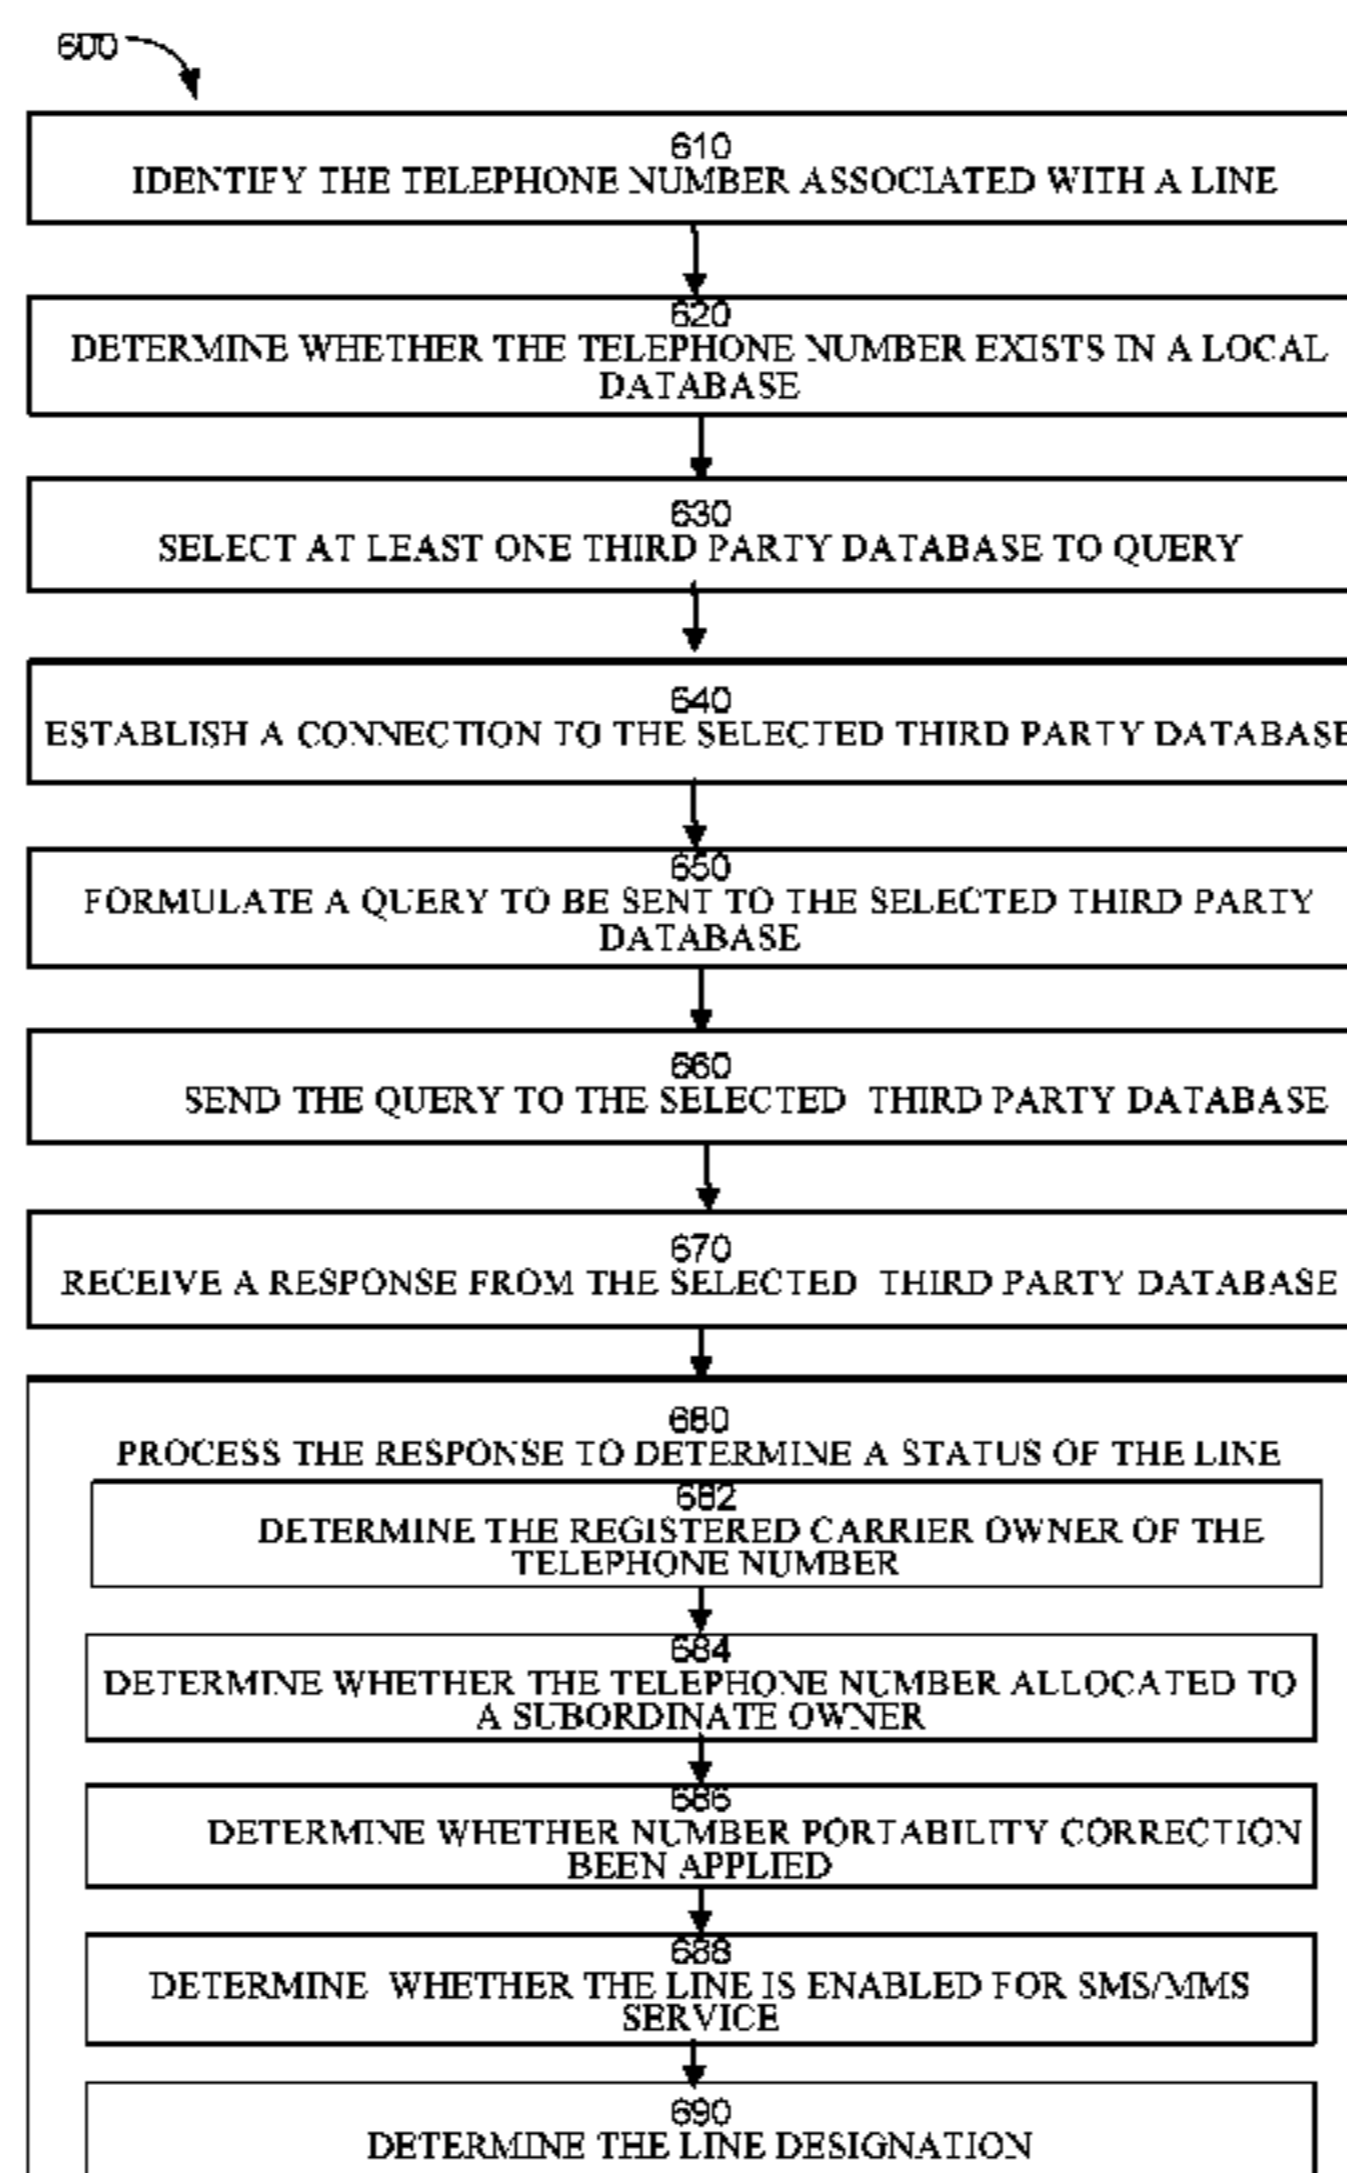 600
610
IDENTIFY THE TELEPHONE NUMBER ASSOCIATED WITH A LINE
620
DETERMINE WHETHER THE TELEPHONE NUMBER EXISTS IN A LOCAL
DATABASE
630
SELECT AT LEAST ONE THIRD PARTY DATABASE TO QUERY
640
ESTABLISH A CONNECTION TO THE SELECTED THIRD PARTY DATABASE
650
FORMULATE A QUERY TO BE SENT TO THE SELECTED THIRD PARTY
DATABASE
660
SEND THE QUERY TO THE SELECTED THIRD PARTY DATABASE
670
RECEIVE A RESPONSE FROM THE SELECTED THIRD PARTY DATABASE
680
PROCESS THE RESPONSE TO DETERMINE A STATUS OF THE LINE
682
DETERMINE THE REGISTERED CARRIER OWNER OF THE
TELEPHONE NUMBER
684
DETERMINE WHETHER THE TELEPHONE NUMBER ALLOCATED TO
A SUBORDINATE OWNER
686
DETERMINE WHETHER NUMBER PORTABILITY CORRECTION
BEEN APPLIED
688
DETERMINE WHETHER THE LINE IS ENABLED FOR SMS/MMS
SERVICE
690
DETERMINE THE LINE DESIGNATION